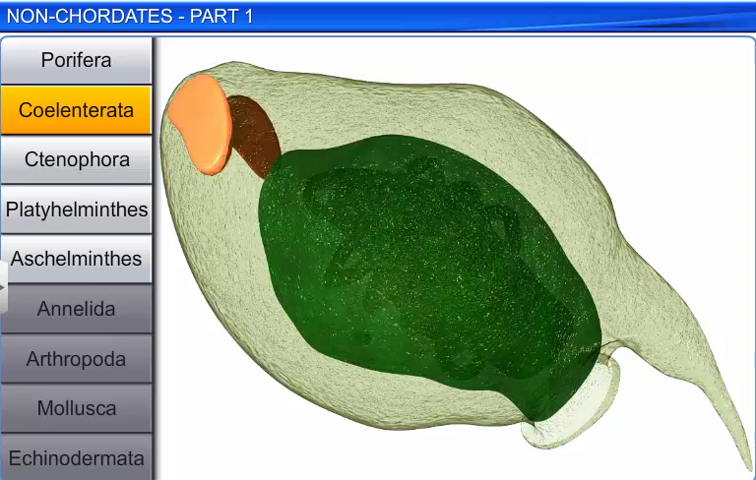 NON-CHORDATES - PART 1
Porifera
Coelenterata
Ctenophora
Platyhelminthes
Aschelminthes
Annelida
Arthropoda
Mollusca
Echinodermata